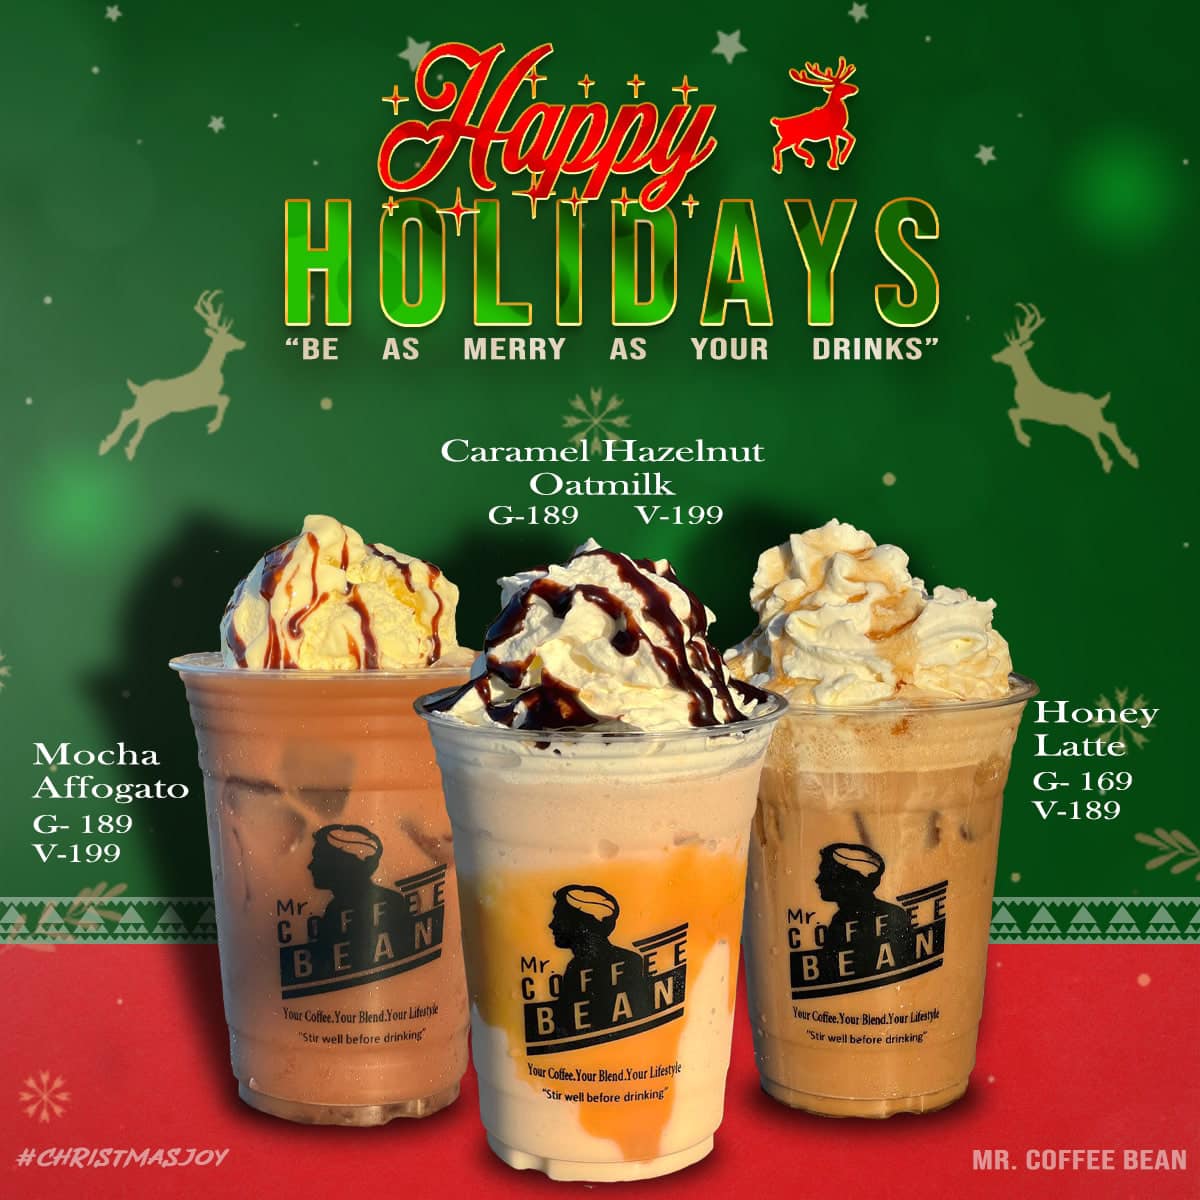 Happy
HOLIDAYS
“BE AS MERRY AS YOUR DRINKS”
Caramel Hazelnut
Oatmilk
G-189 V-199
Mocha
Affogato
G- 189
V-199
Honey
Latte
G- 169
V-189
Mr.
COFFEE
BEAN
Your Coffee.Your Blend.Your Lifestyle
"Stir well before drinking"
Mr.
COFFEE
BEAN
Your Coffee.Your Blend.Your Lifestyle
"Stir well before drinking"
Mr.
COFFEE
BEAN
Your Coffee.Your Blend.Your Lifestyle
"Stir well before drinking"
#CHRISTMASJOY
MR. COFFEE BEAN